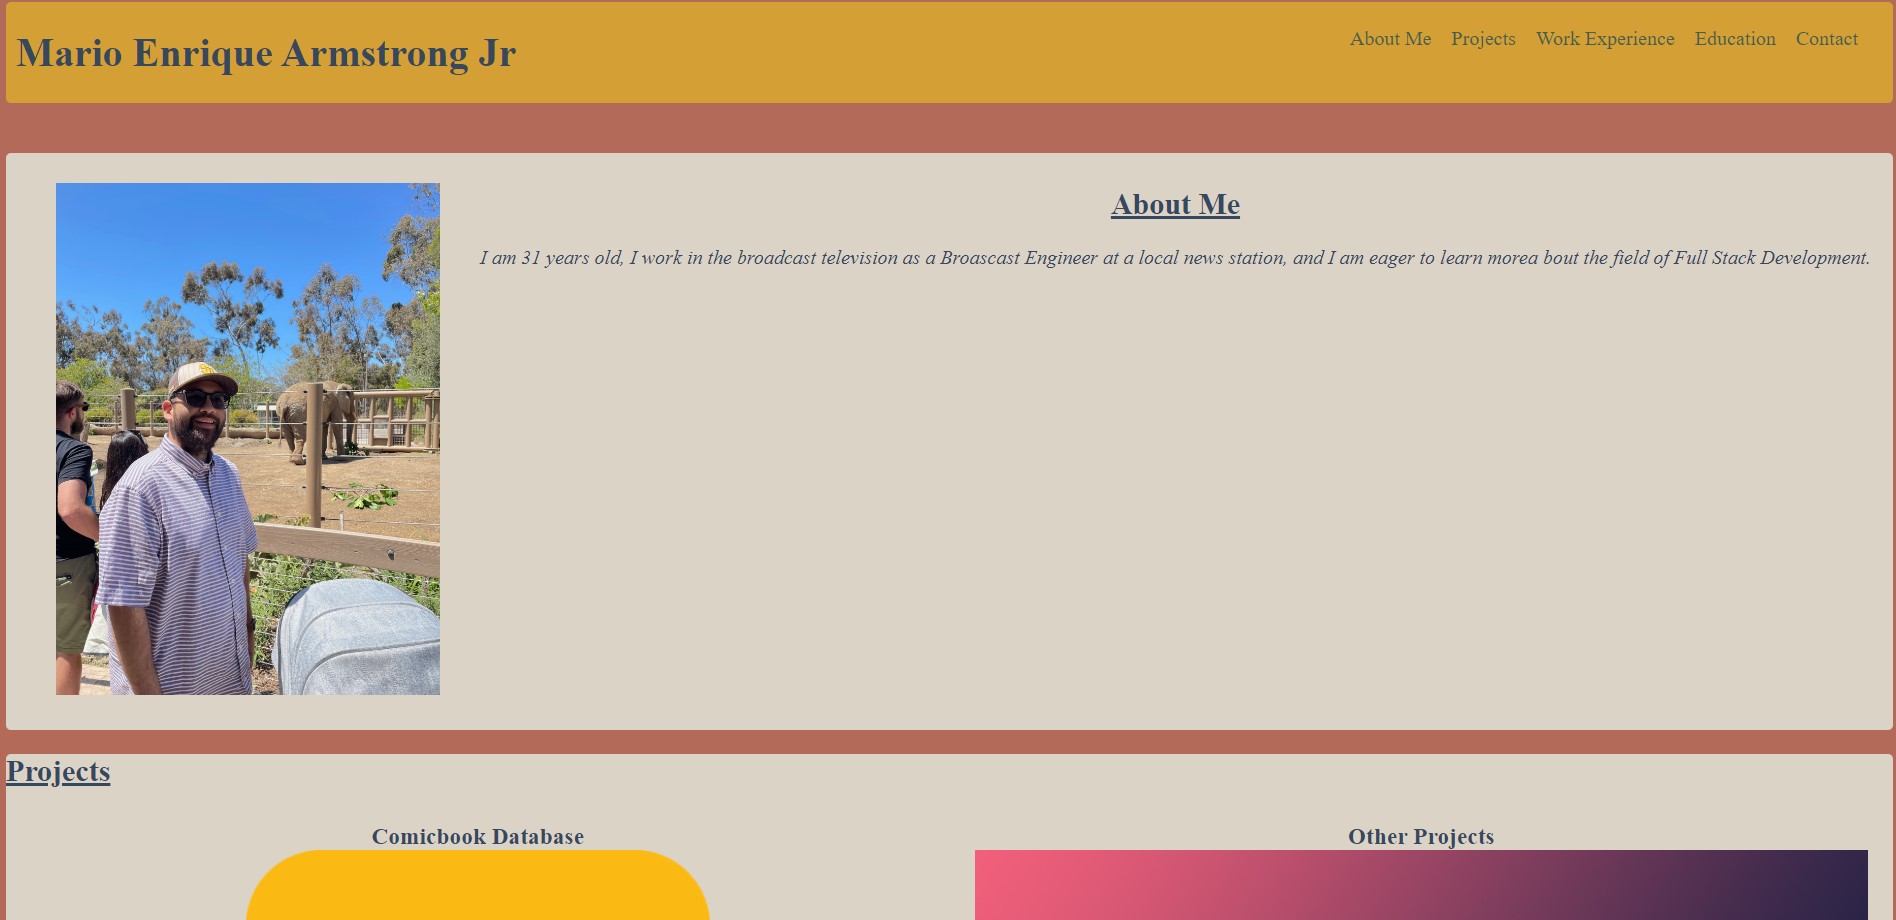 Mario Enrique Armstrong Jr
About Me Projects Work Experience Education Contact
About Me
I am 31 years old, I work in the broadcast television as a Broascast Engineer at a local news station, and I am eager to learn morea bout the field of Full Stack Development.
Projects
Comicbook Database
Other Projects